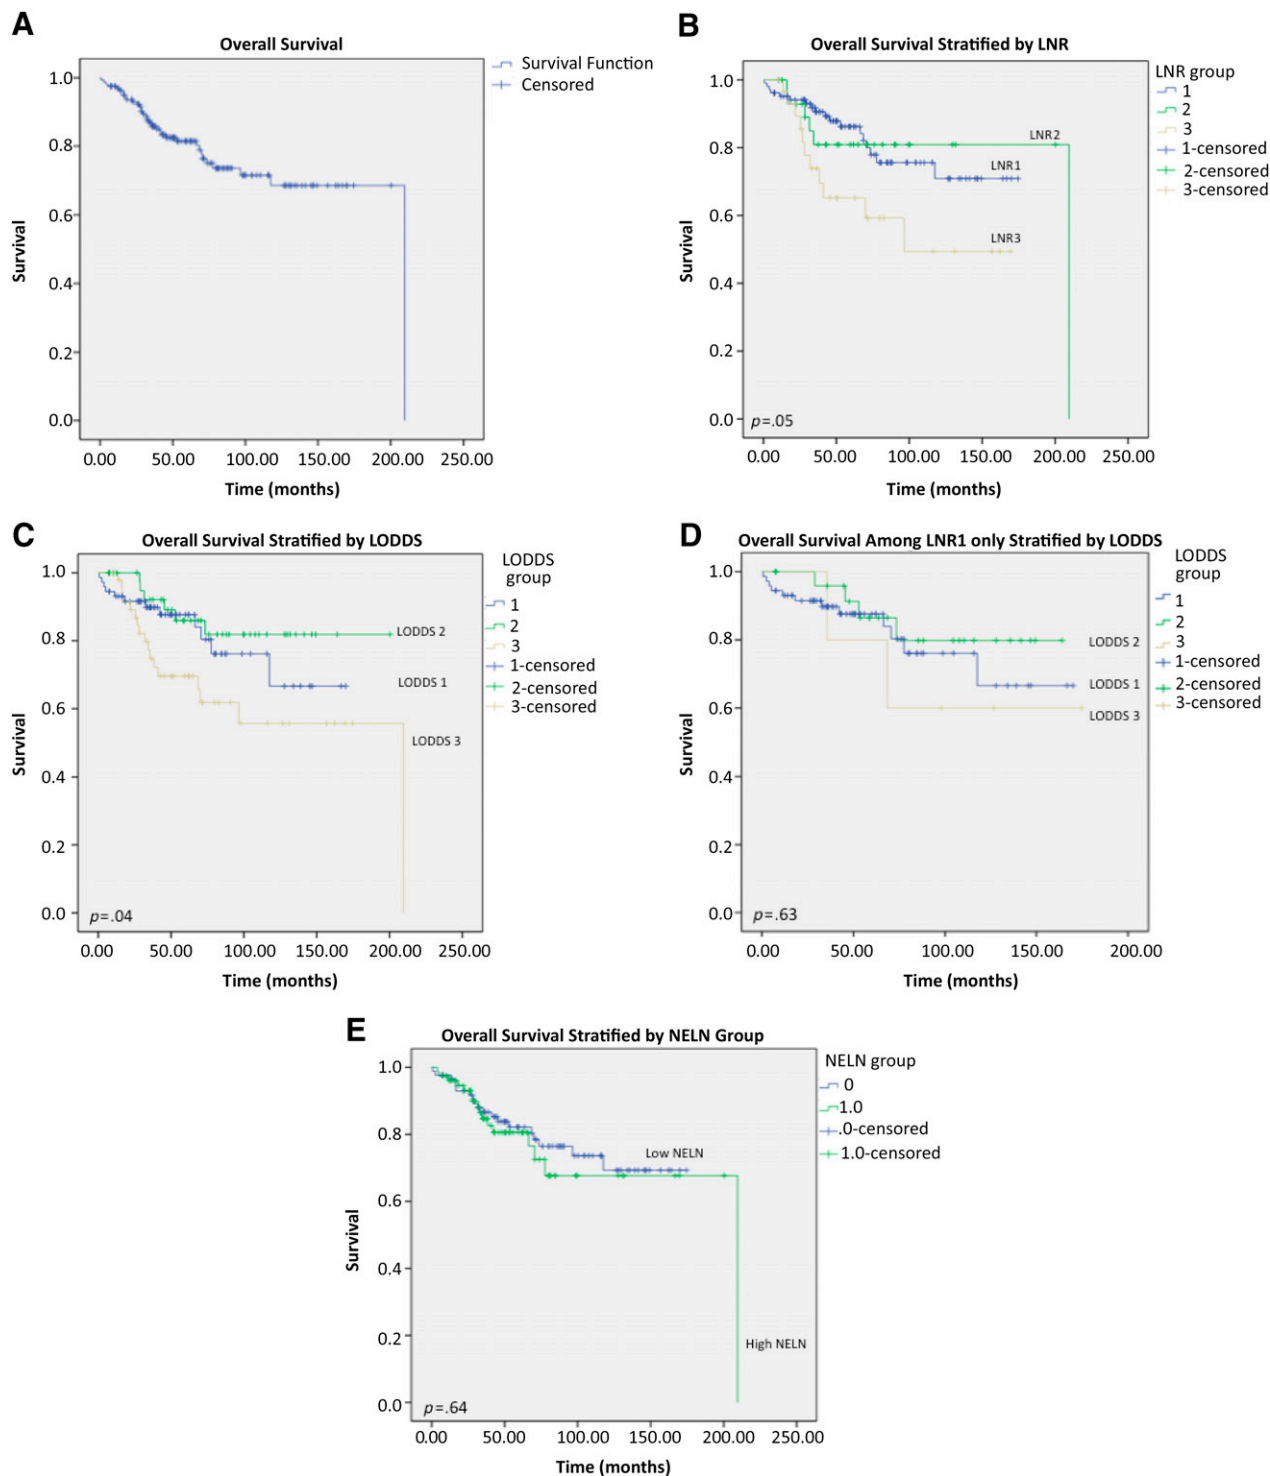 A
Overall Survival
Survival Function
Censored
1.0
0.8
0.6
0.4
0.2
0.0
Survival
0.00 50.00 100.00 150.00 200.00 250.00
Time (months)
B
Overall Survival Stratified by LNR
LNR group
1
2
3
1-censored
2-censored
3-censored
1.0
0.8
0.6
0.4
0.2
0.0
Survival
LNR2
LNR1
LNR3
p=.05
0.00 50.00 100.00 150.00 200.00 250.00
Time (months)
C
Overall Survival Stratified by LODDS
LODDS
group
1
2
3
1-censored
2-censored
3-censored
1.0
0.8
0.6
0.4
0.2
0.0
Survival
LODDS 2
LODDS 1
LODDS 3
p=.04
0.00 50.00 100.00 150.00 200.00 250.00
Time (months)
D
Overall Survival Among LNR1 only Stratified by LODDS
LODDS
group
1
2
3
1-censored
2-censored
3-censored
1.0
0.8
0.6
0.4
0.2
0.0
Survival
LODDS 2
LODDS 1
LODDS 3
p=.63
0.00 50.00 100.00 150.00 200.00
Time (months)
E
Overall Survival Stratified by NELN Group
NELN group
0
1.0
.0-censored
1.0-censored
1.0
0.8
0.6
0.4
0.2
0.0
Survival
Low NELN
High NELN
p=.64
0.00 50.00 100.00 150.00 200.00 250.00
Time (months)